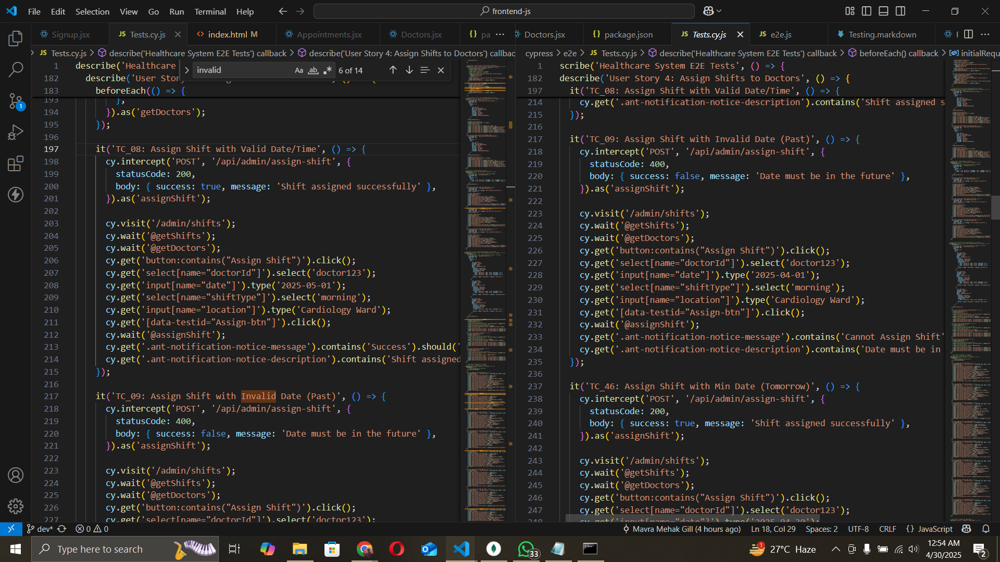 File Edit Selection View Go Run Terminal Help
frontend-js
Signup.jsx
JS Tests.cy.js
<> index.html M
Appointments.jsx
Doctors.jsx
{} pa ···
Doctors.jsx
{} package.json
JS Tests.cy.js
JS e2e.js
Testing.markdown
JS Tests.cy.js > describe('Healthcare System E2E Tests') callback > describe('User Story 4: Assign Shifts to Doctors') callbac
cypress > e2e > JS Tests.cy.js > describe('Healthcare System E2E Tests') callback > beforeEach() callback > initialRequ
invalid
Aa ab .* 6 of 14
1 describe('Healthcare
182 describe('User Stor
183 beforeEach(() => {
193 },
194 }).as('getDoctors');
195 });
196
197 it('TC_08: Assign Shift with Valid Date/Time', () => {
198 cy.intercept('POST', '/api/admin/assign-shift', {
199 statusCode: 200,
200 body: { success: true, message: 'Shift assigned successfully' },
201 }).as('assignShift');
202
203 cy.visit('/admin/shifts');
204 cy.wait('@getShifts');
205 cy.wait('@getDoctors');
206 cy.get('button:contains("Assign Shift")').click();
207 cy.get('select[name="doctorId"]').select('doctor123');
208 cy.get('input[name="date"]').type('2025-05-01');
209 cy.get('select[name="shiftType"]').select('morning');
210 cy.get('input[name="location"]').type('Cardiology Ward');
211 cy.get('[data-testid="Assign-btn"]').click();
212 cy.wait('@assignShift');
213 cy.get('.ant-notification-notice-message').contains('Success').should('
214 cy.get('.ant-notification-notice-description').contains('Shift assigned
215 });
216
217 it('TC_09: Assign Shift with Invalid Date (Past)', () => {
218 cy.intercept('POST', '/api/admin/assign-shift', {
219 statusCode: 400,
220 body: { success: false, message: 'Date must be in the future' },
221 }).as('assignShift');
222
223 cy.visit('/admin/shifts');
224 cy.wait('@getShifts');
225 cy.wait('@getDoctors');
226 cy.get('button:contains("Assign Shift")').click();
227 cy.get('select[name="doctorId"]').select('doctor123');
1 scribe('Healthcare System E2E Tests', () => {
182 describe('User Story 4: Assign Shifts to Doctors', () => {
197 it('TC_08: Assign Shift with Valid Date/Time', () => {
214 cy.get('.ant-notification-notice-description').contains('Shift assigned s
215 });
216
217 it('TC_09: Assign Shift with Invalid Date (Past)', () => {
218 cy.intercept('POST', '/api/admin/assign-shift', {
219 statusCode: 400,
220 body: { success: false, message: 'Date must be in the future' },
221 }).as('assignShift');
222
223 cy.visit('/admin/shifts');
224 cy.wait('@getShifts');
225 cy.wait('@getDoctors');
226 cy.get('button:contains("Assign Shift")').click();
227 cy.get('select[name="doctorId"]').select('doctor123');
228 cy.get('input[name="date"]').type('2025-04-01');
229 cy.get('select[name="shiftType"]').select('morning');
230 cy.get('input[name="location"]').type('Cardiology Ward');
231 cy.get('[data-testid="Assign-btn"]').click();
232 cy.wait('@assignShift');
233 cy.get('.ant-notification-notice-message').contains('Cannot Assign Shift'
234 cy.get('.ant-notification-notice-description').contains('Date must be in
235 });
236
237 it('TC_46: Assign Shift with Min Date (Tomorrow)', () => {
238 cy.intercept('POST', '/api/admin/assign-shift', {
239 statusCode: 200,
240 body: { success: true, message: 'Shift assigned successfully' },
241 }).as('assignShift');
242
243 cy.visit('/admin/shifts');
244 cy.wait('@getShifts');
245 cy.wait('@getDoctors');
246 cy.get('button:contains("Assign Shift")').click();
247 cy.get('select[name="doctorId"]').select('doctor123');
248 cy.get('input[name="date"]').type('2025-04-30');
1
dev* 0 0
Mavra Mehak Gill (4 hours ago) Ln 18, Col 29 Spaces: 2 UTF-8 CRLF {} JavaScript
Type here to search
33
1
27°C Haze
12:54 AM
4/30/2025
2